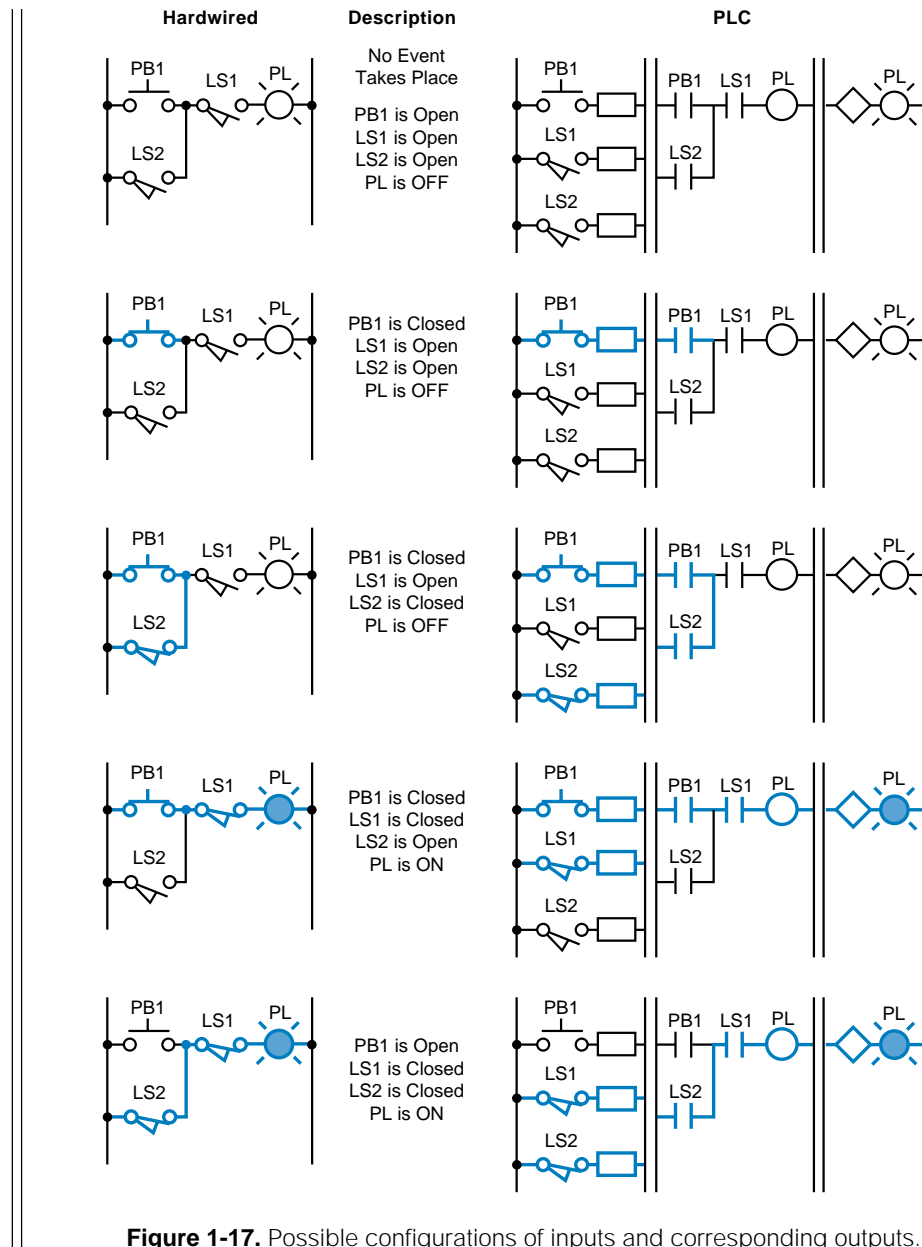 Hardwired Description PLC
No Event
Takes Place
PB1 LS1 PL
LS2
PB1 is Open
LS1 is Open
LS2 is Open
PL is OFF
PB1 PB1 LS1 PL PL
LS1
LS2
LS2
PB1 LS1 PL
LS2
PB1 is Closed
LS1 is Open
LS2 is Open
PL is OFF
PB1 PB1 LS1 PL PL
LS1
LS2
LS2
PB1 LS1 PL
LS2
PB1 is Closed
LS1 is Open
LS2 is Closed
PL is OFF
PB1 PB1 LS1 PL PL
LS1
LS2
LS2
PB1 LS1 PL
LS2
PB1 is Closed
LS1 is Closed
LS2 is Open
PL is ON
PB1 PB1 LS1 PL PL
LS1
LS2
LS2
PB1 LS1 PL
LS2
PB1 is Open
LS1 is Closed
LS2 is Closed
PL is ON
PB1 PB1 LS1 PL PL
LS1
LS2
LS2
Figure 1-17. Possible configurations of inputs and corresponding outputs.